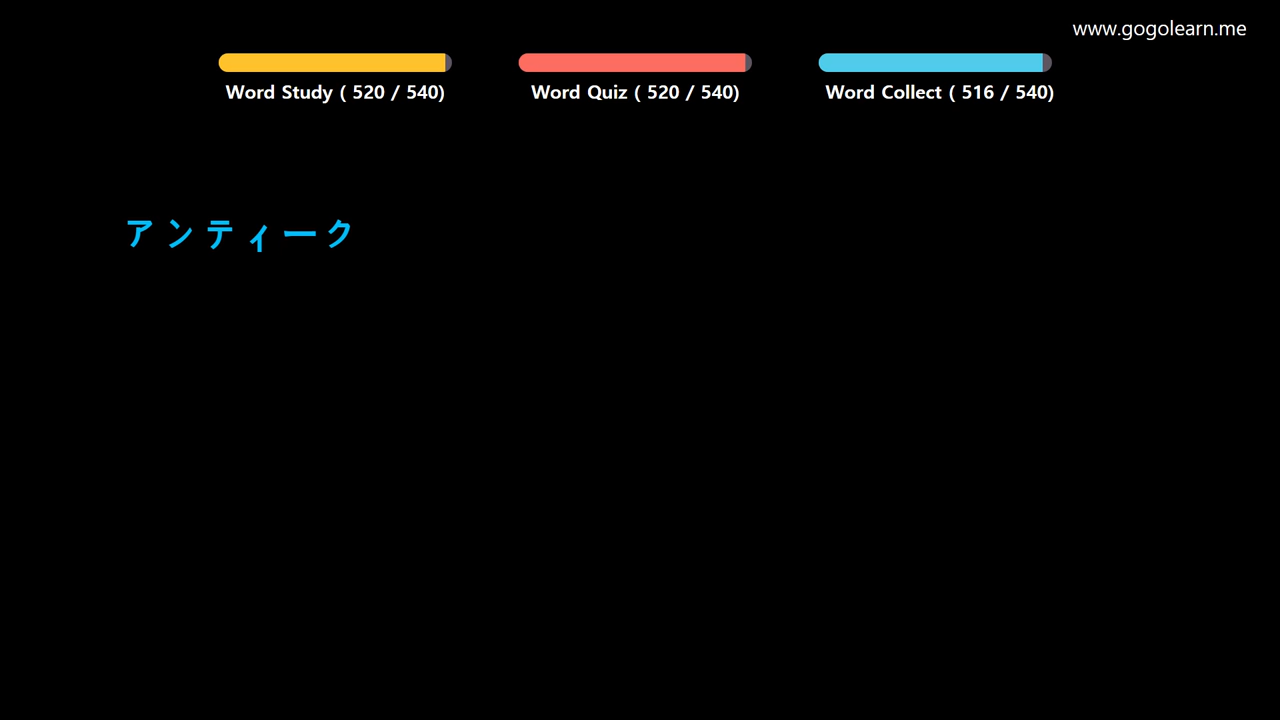 www.gogolearn.me
Word Study ( 520 / 540)
Word Quiz ( 520 / 540)
Word Collect ( 516 / 540)
アンティーク